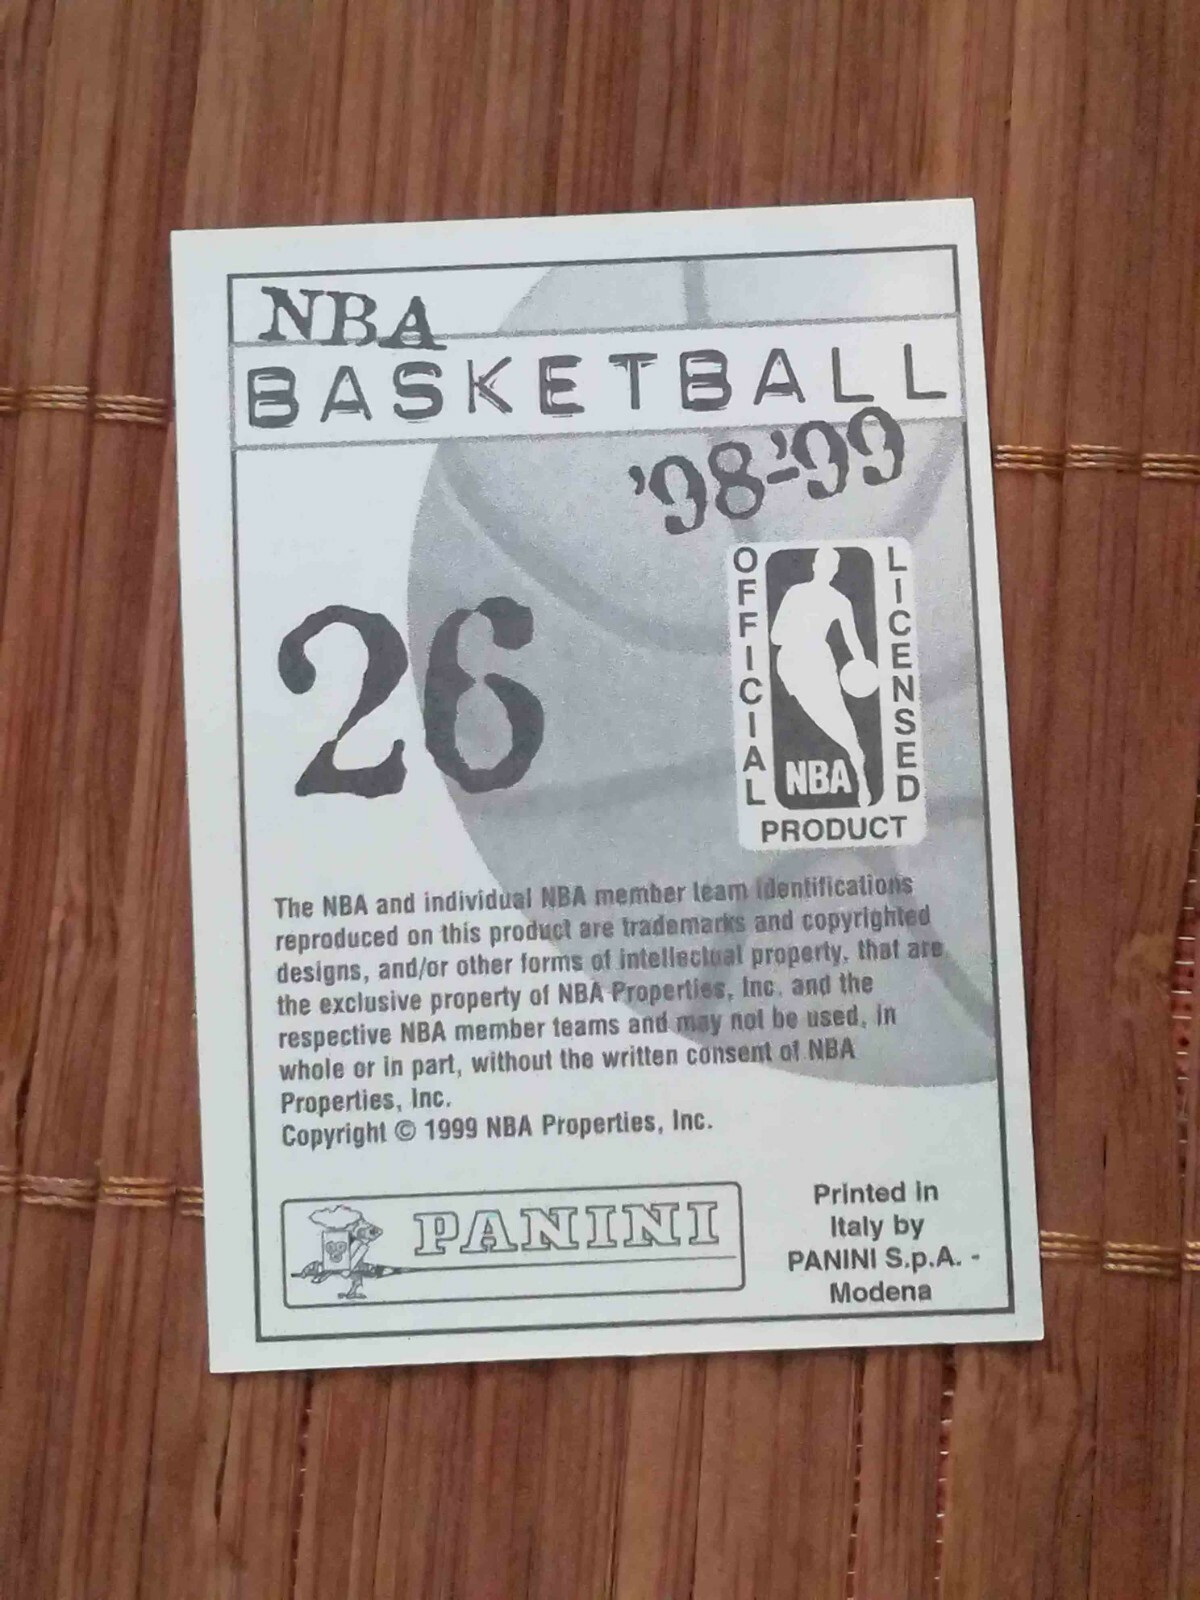 NBA
BASKETBALL
'98-'99
26
OFFICIAL
LICENSED
NBA
PRODUCT
The NBA and individual NBA member team identifications
reproduced on this product are trademarks and copyrighted
designs, and/or other forms of intellectual property, that are
the exclusive property of NBA Properties, Inc. and the
respective NBA member teams and may not be used, in
whole or in part, without the written consent of NBA
Properties, Inc.
Copyright © 1999 NBA Properties, Inc.
PANINI
Printed in
Italy by
PANINI S.p.A. -
Modena